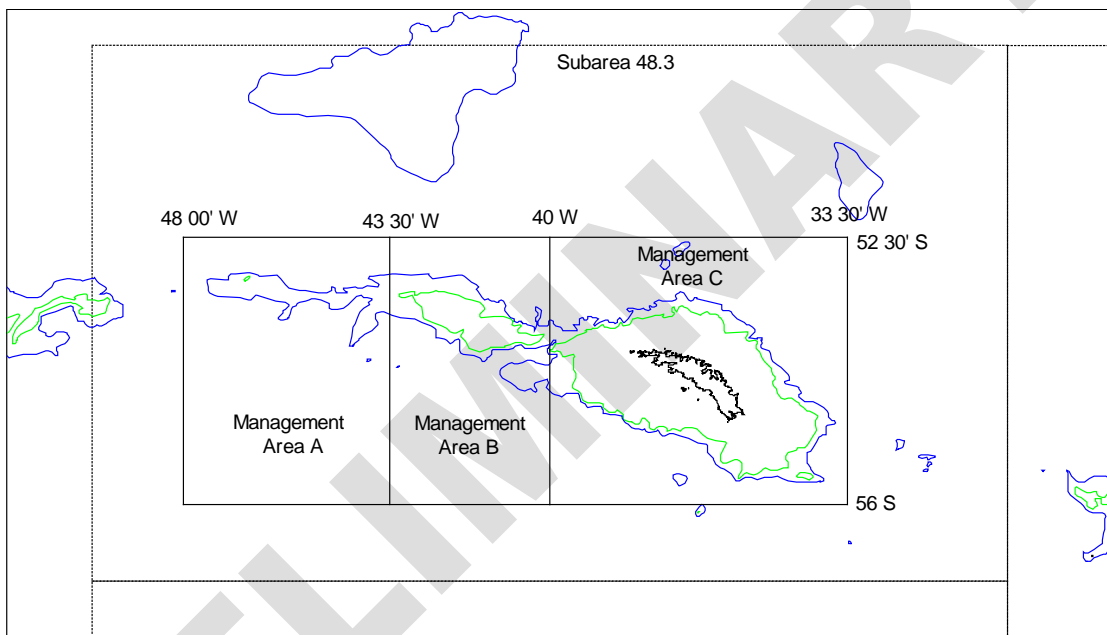 Subarea 48.3
48 00' W
43 30' W
40 W
33 30' W
52 30' S
Management
Area C
Management
Area A
Management
Area B
56 S